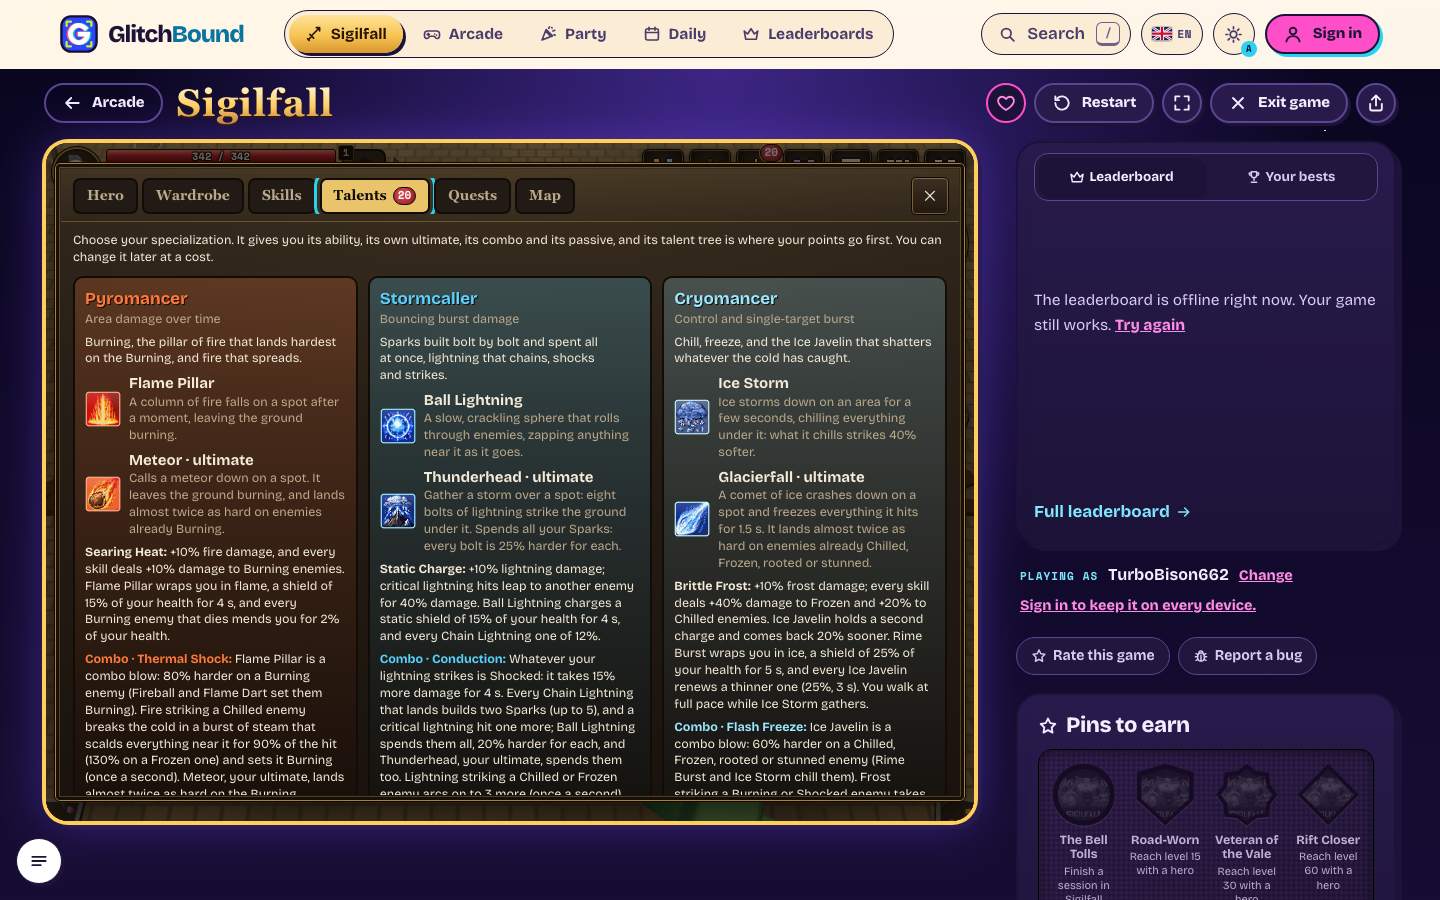 GlitchBound
Sigilfall
Arcade
Party
Daily
Leaderboards
Search /
EN
A
Sign in
Arcade
Sigilfall
Restart
Exit game
342 / 342
1
20
Hero
Wardrobe
Skills
Talents 20
Quests
Map
Choose your specialization. It gives you its ability, its own ultimate, its combo and its passive, and its talent tree is where your points go first. You can
change it later at a cost.
Pyromancer
Area damage over time
Burning, the pillar of fire that lands hardest
on the Burning, and fire that spreads.
Flame Pillar
A column of fire falls on a spot after
a moment, leaving the ground
burning.
Meteor · ultimate
Calls a meteor down on a spot. It
leaves the ground burning, and lands
almost twice as hard on enemies
already Burning.
Searing Heat: +10% fire damage, and every
skill deals +10% damage to Burning enemies.
Flame Pillar wraps you in flame, a shield of
15% of your health for 4 s, and every
Burning enemy that dies mends you for 2%
of your health.
Combo · Thermal Shock: Flame Pillar is a
combo blow: 80% harder on a Burning
enemy (Fireball and Flame Dart set them
Burning). Fire striking a Chilled enemy
breaks the cold in a burst of steam that
scalds everything near it for 90% of the hit
(130% on a Frozen one) and sets it Burning
(once a second). Meteor, your ultimate, lands
almost twice as hard on the Burning.
Stormcaller
Bouncing burst damage
Sparks built bolt by bolt and spent all
at once, lightning that chains, shocks
and strikes.
Ball Lightning
A slow, crackling sphere that rolls
through enemies, zapping anything
near it as it goes.
Thunderhead · ultimate
Gather a storm over a spot: eight
bolts of lightning strike the ground
under it. Spends all your Sparks:
every bolt is 25% harder for each.
Static Charge: +10% lightning damage;
critical lightning hits leap to another enemy
for 40% damage. Ball Lightning charges a
static shield of 15% of your health for 4 s,
and every Chain Lightning one of 12%.
Combo · Conduction: Whatever your
lightning strikes is Shocked: it takes 15%
more damage for 4 s. Every Chain Lightning
that lands builds two Sparks (up to 5), and a
critical lightning hit one more; Ball Lightning
spends them all, 20% harder for each, and
Thunderhead, your ultimate, spends them
too. Lightning striking a Chilled or Frozen
enemy arcs on to 3 more (once a second).
Cryomancer
Control and single-target burst
Chill, freeze, and the Ice Javelin that shatters
whatever the cold has caught.
Ice Storm
Ice storms down on an area for a
few seconds, chilling everything
under it: what it chills strikes 40%
softer.
Glacierfall · ultimate
A comet of ice crashes down on a
spot and freezes everything it hits
for 1.5 s. It lands almost twice as
hard on enemies already Chilled,
Frozen, rooted or stunned.
Brittle Frost: +10% frost damage; every skill
deals +40% damage to Frozen and +20% to
Chilled enemies. Ice Javelin holds a second
charge and comes back 20% sooner. Rime
Burst wraps you in ice, a shield of 25% of
your health for 5 s, and every Ice Javelin
renews a thinner one (25%, 3 s). You walk at
full pace while Ice Storm gathers.
Combo · Flash Freeze: Ice Javelin is a
combo blow: 60% harder on a Chilled,
Frozen, rooted or stunned enemy (Rime
Burst and Ice Storm chill them). Frost
striking a Burning or Shocked enemy takes
Leaderboard
Your bests
The leaderboard is offline right now. Your game
still works. Try again
Full leaderboard →
PLAYING AS TurboBison662 Change
Sign in to keep it on every device.
Rate this game
Report a bug
Pins to earn
The Bell
Tolls
Finish a
session in
Sigilfall
Road-Worn
Reach level 15
with a hero
Veteran of
the Vale
Reach level
30 with a
hero
Rift Closer
Reach level
60 with a
hero